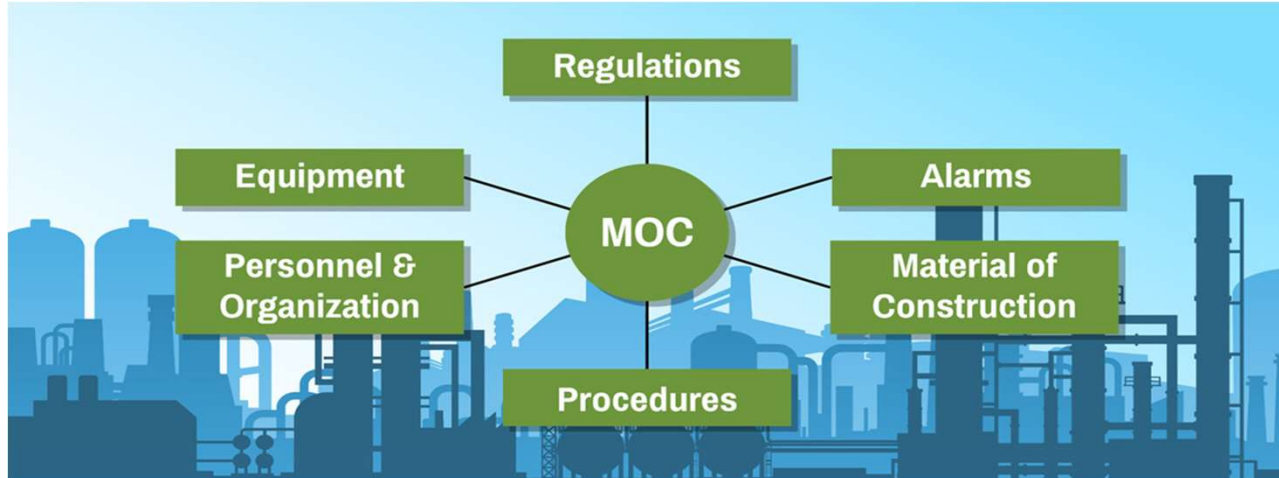 Regulations
Equipment
Alarms
MOC
Personnel &
Organization
Material of
Construction
Procedures